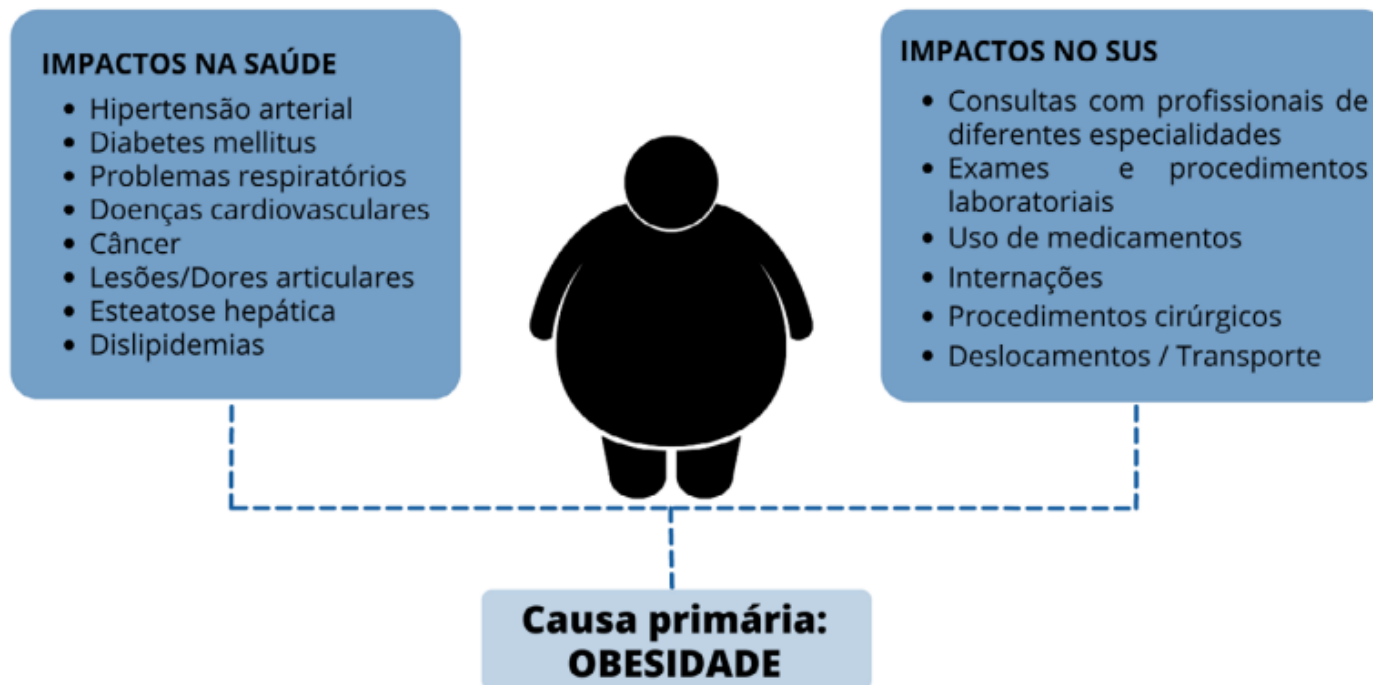 IMPACTOS NA SAÚDE
• Hipertensão arterial
• Diabetes mellitus
• Problemas respiratórios
• Doenças cardiovasculares
• Câncer
• Lesões/Dores articulares
• Esteatose hepática
• Dislipidemias
IMPACTOS NO SUS
• Consultas com profissionais de
diferentes especialidades
• Exames e procedimentos
laboratoriais
• Uso de medicamentos
• Internações
• Procedimentos cirúrgicos
• Deslocamentos / Transporte
Causa primária:
OBESIDADE